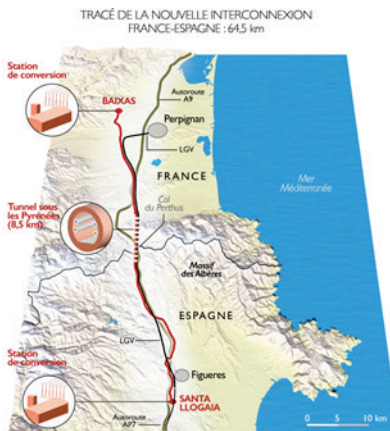 TRACÉ DE LA NOUVELLE INTERCONNEXION
FRANCE-ESPAGNE : 64,5 km
Station
de conversion
BAIXAS
Autoroute
A9
Perpignan
LGV
FRANCE
Mer
Méditerranée
Tunnel sous
les Pyrénées
(8,5 km)
Col
du Perthus
Massif
des Albères
ESPAGNE
LGV
Station
de conversion
Figueres
SANTA
LLOGAIA
Autoroute
AP7
0 5 10 km